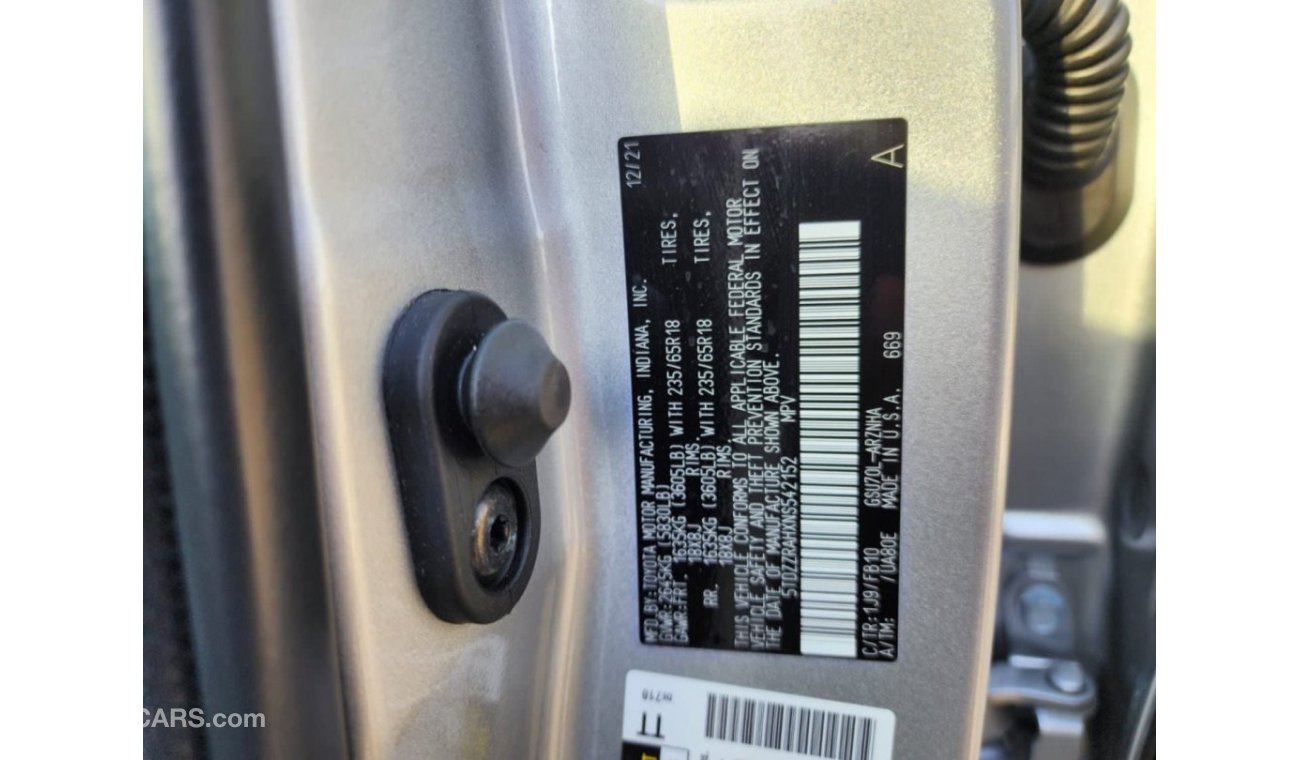 MFD.BY:TOYOTA MOTOR MANUFACTURING, INDIANA, INC. 12/21
GVWR:2645KG (5830LB)
GAWR:FRT. 1635KG (3605LB) WITH 235/65R18 TIRES,
18X8J RIMS.
RR. 1635KG (3605LB) WITH 235/65R18 TIRES,
18X8J RIMS.
THIS VEHICLE CONFORMS TO ALL APPLICABLE FEDERAL MOTOR
VEHICLE SAFETY AND THEFT PREVENTION STANDARDS IN EFFECT ON
THE DATE OF MANUFACTURE SHOWN ABOVE.
5TDZZRAHXNS542152 MPV
C/TR:1J9/FB10 GSU70L-ARZNHA A
A/TM: /UA80E MADE IN U.S.A. 669
TT
CARS.com